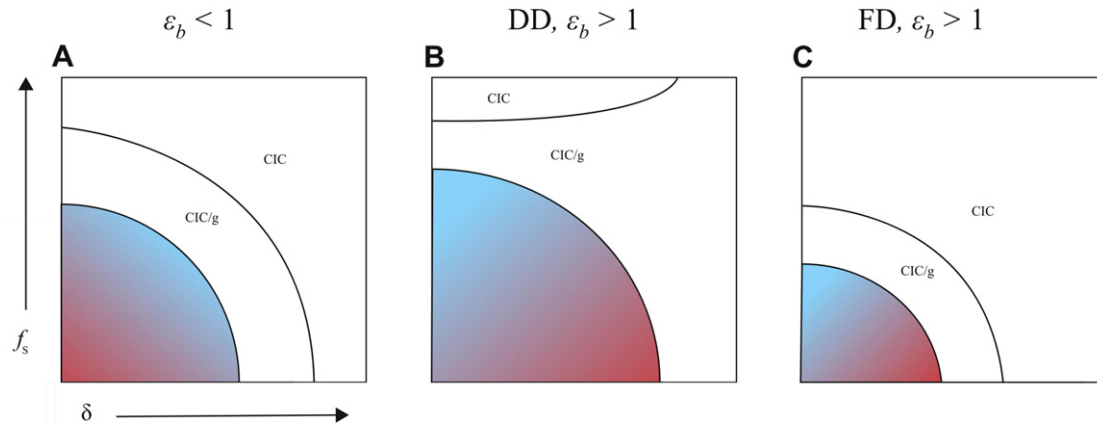 ε_b < 1
DD, ε_b > 1
FD, ε_b > 1
A
B
C
CIC
CIC/g
CIC
CIC/g
CIC
CIC/g
f_s
δ